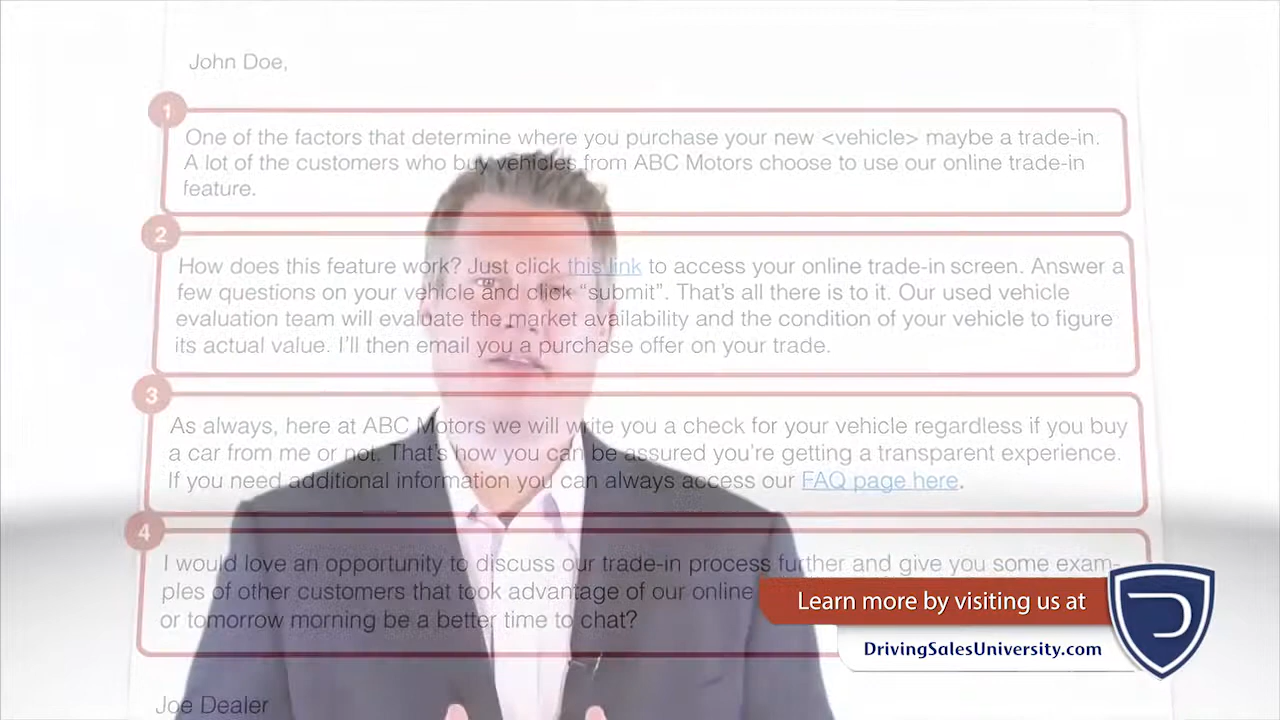 John Doe,
1
One of the factors that determine where you purchase your new <vehicle> maybe a trade-in.
A lot of the customers who buy vehicles from ABC Motors choose to use our online trade-in
feature.
2
How does this feature work? Just click this link to access your online trade-in screen. Answer a
few questions on your vehicle and click “submit”. That’s all there is to it. Our used vehicle
evaluation team will evaluate the market availability and the condition of your vehicle to figure
its actual value. I’ll then email you a purchase offer on your trade.
3
As always, here at ABC Motors we will write you a check for your vehicle regardless if you buy
a car from me or not. That’s how you can be assured you’re getting a transparent experience.
If you need additional information you can always access our FAQ page here.
4
I would love an opportunity to discuss our trade-in process further and give you some exam-
ples of other customers that took advantage of our online
or tomorrow morning be a better time to chat?
Joe Dealer
Learn more by visiting us at
DrivingSalesUniversity.com